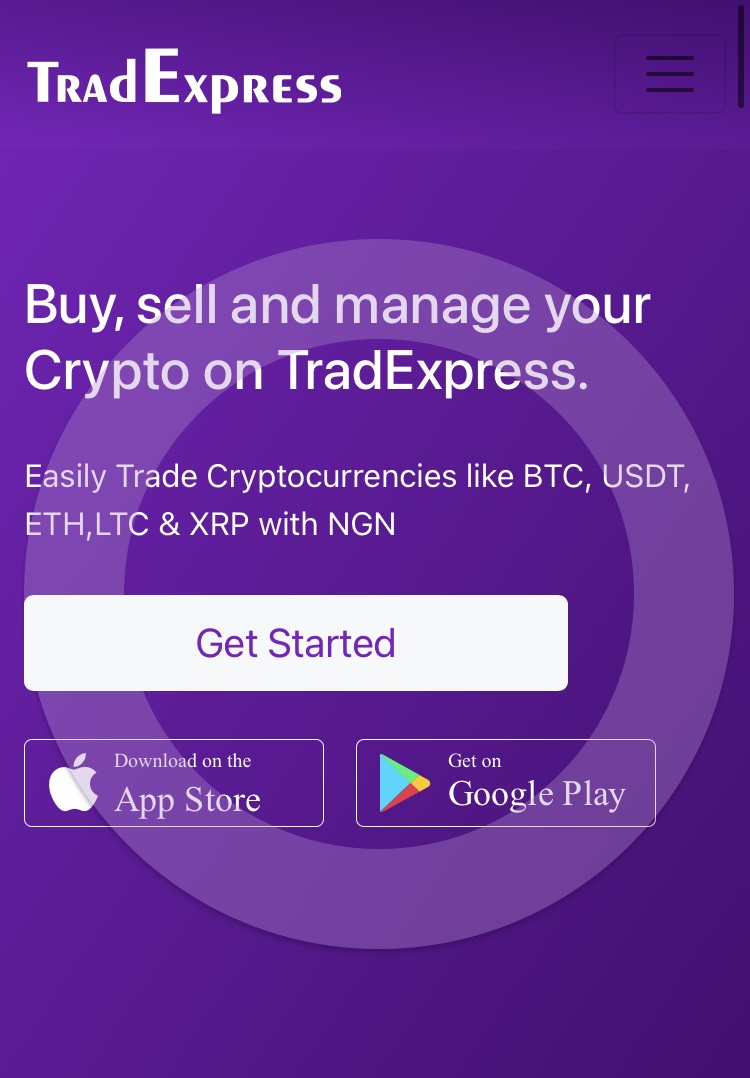 TradExpress
Buy, sell and manage your
Crypto on TradExpress.
Easily Trade Cryptocurrencies like BTC, USDT,
ETH,LTC & XRP with NGN
Get Started
Download on the
App Store
Get on
Google Play